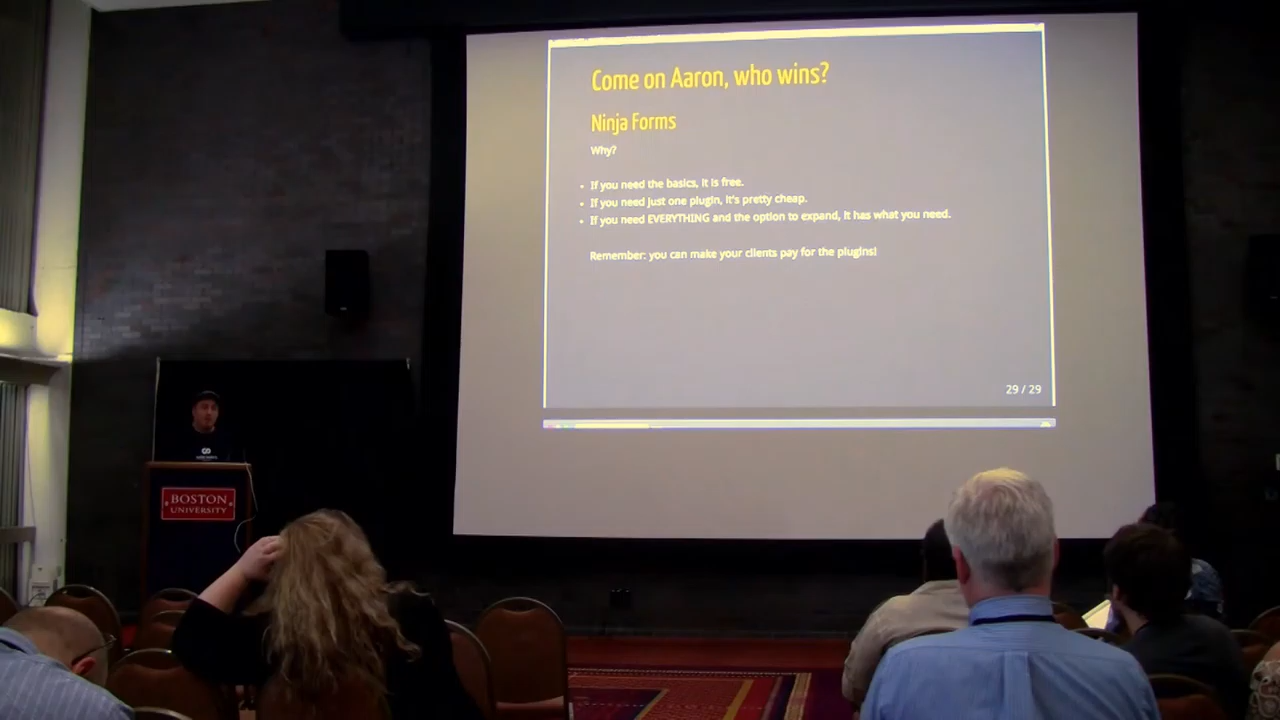 Come on Aaron, who wins?
Ninja Forms
Why?
• If you need the basics, it is free.
• If you need just one plugin, it's pretty cheap.
• If you need EVERYTHING and the option to expand, it has what you need.
Remember: you can make your clients pay for the plugins!
29 / 29
BOSTON
UNIVERSITY